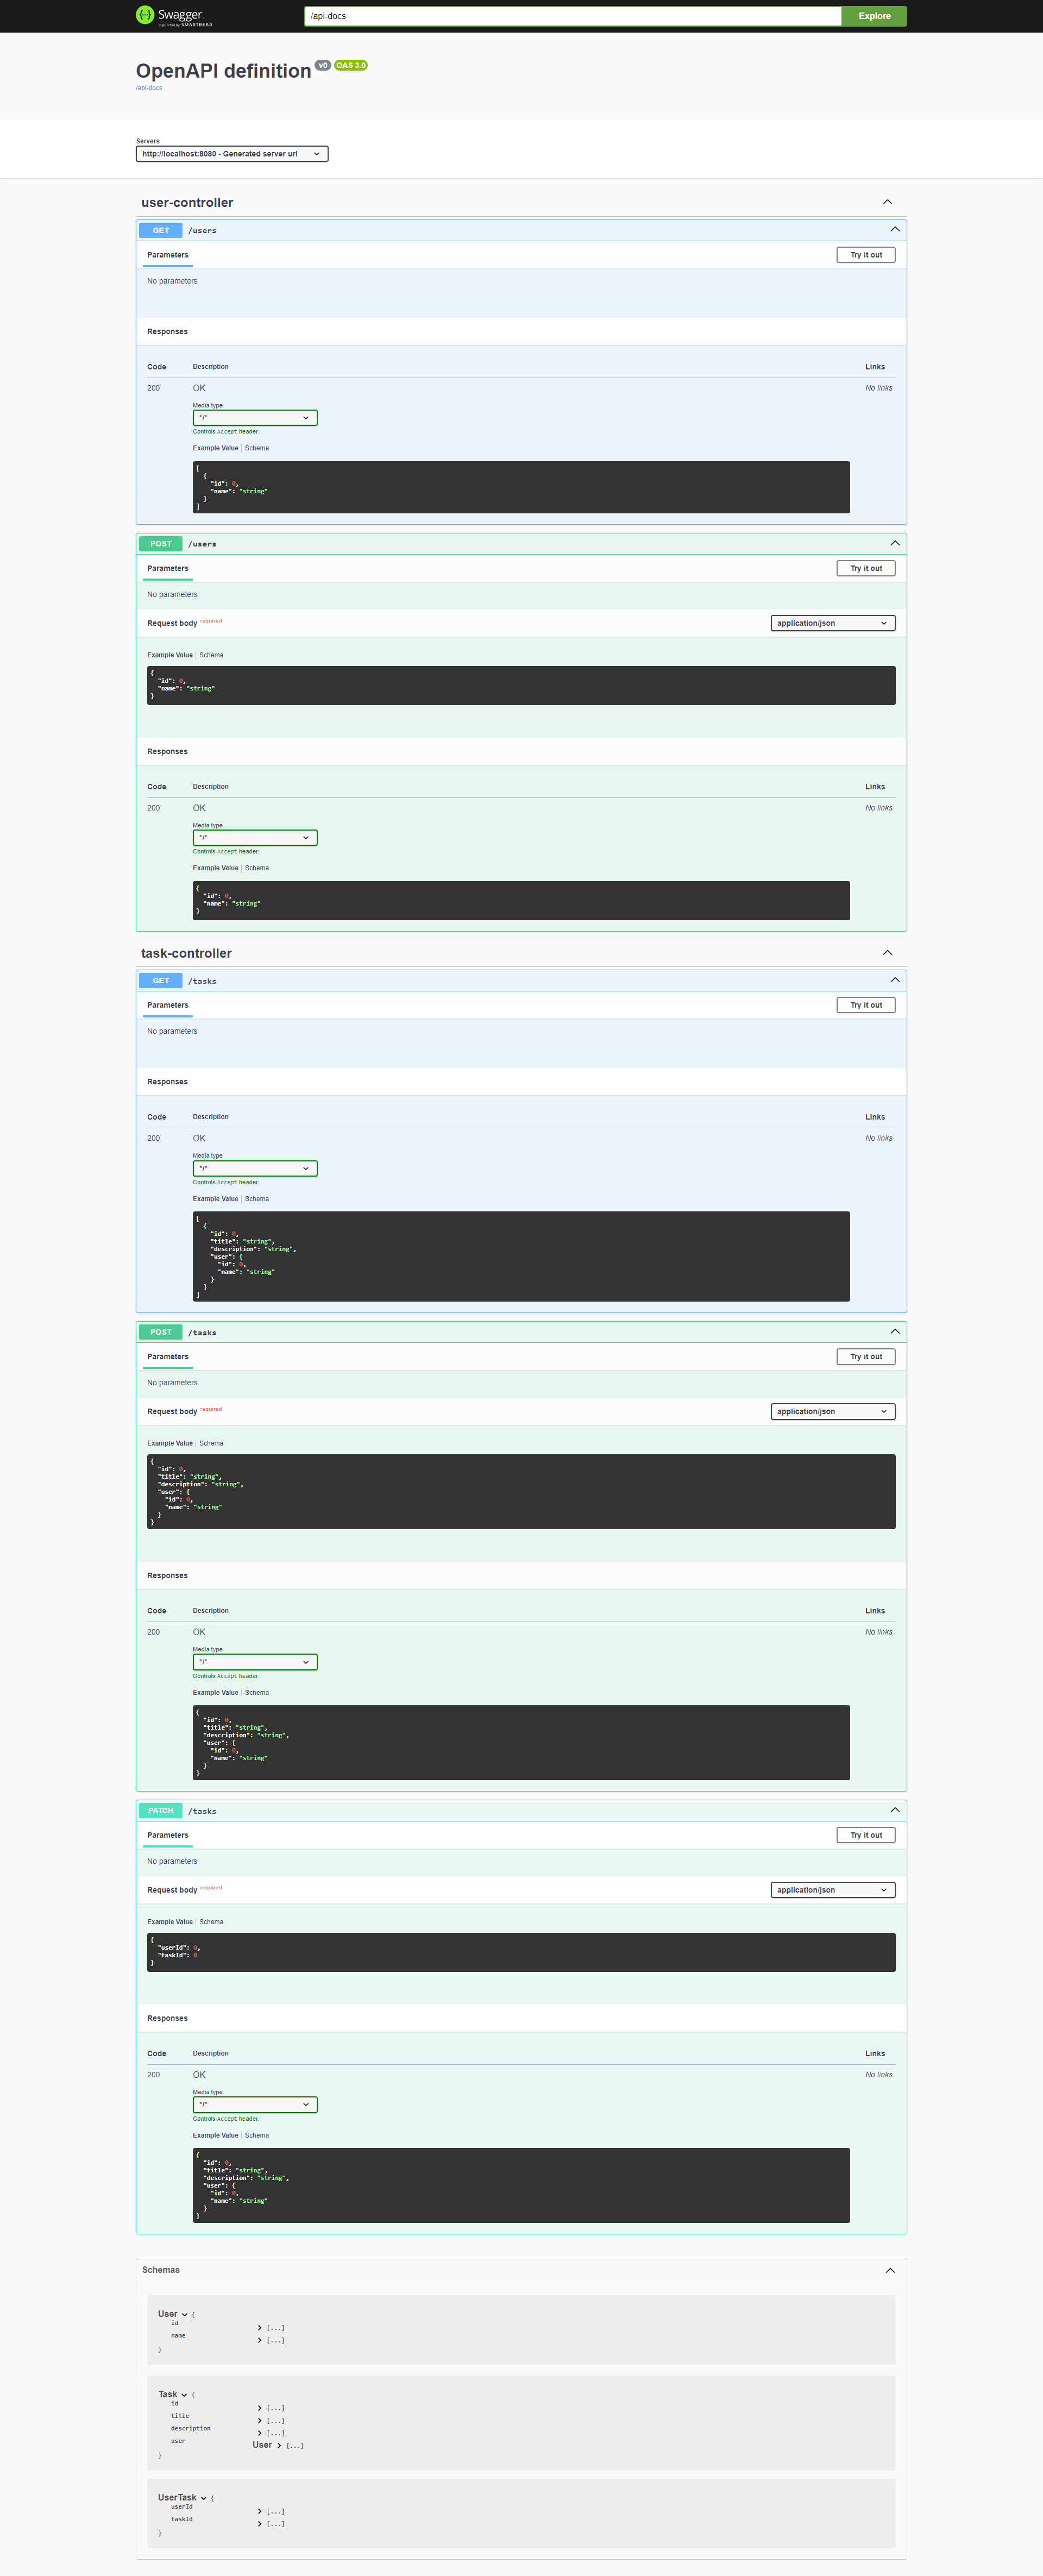 Swagger.
Supported by SMARTBEAR
/api-docs
Explore
OpenAPI definition v0 OAS 3.0
/api-docs
Servers
http://localhost:8080 - Generated server url
user-controller
GET /users
Parameters Try it out
No parameters
Responses
Code Description Links
200 OK No links
Media type
*/*
Controls Accept header.
Example Value | Schema
[
  {
    "id": 0,
    "name": "string"
  }
]
POST /users
Parameters Try it out
No parameters
Request body required application/json
Example Value | Schema
{
  "id": 0,
  "name": "string"
}
Responses
Code Description Links
200 OK No links
Media type
*/*
Controls Accept header.
Example Value | Schema
{
  "id": 0,
  "name": "string"
}
task-controller
GET /tasks
Parameters Try it out
No parameters
Responses
Code Description Links
200 OK No links
Media type
*/*
Controls Accept header.
Example Value | Schema
[
  {
    "id": 0,
    "title": "string",
    "description": "string",
    "user": {
      "id": 0,
      "name": "string"
    }
  }
]
POST /tasks
Parameters Try it out
No parameters
Request body required application/json
Example Value | Schema
{
  "id": 0,
  "title": "string",
  "description": "string",
  "user": {
    "id": 0,
    "name": "string"
  }
}
Responses
Code Description Links
200 OK No links
Media type
*/*
Controls Accept header.
Example Value | Schema
{
  "id": 0,
  "title": "string",
  "description": "string",
  "user": {
    "id": 0,
    "name": "string"
  }
}
PATCH /tasks
Parameters Try it out
No parameters
Request body required application/json
Example Value | Schema
{
  "userId": 0,
  "taskId": 0
}
Responses
Code Description Links
200 OK No links
Media type
*/*
Controls Accept header.
Example Value | Schema
{
  "id": 0,
  "title": "string",
  "description": "string",
  "user": {
    "id": 0,
    "name": "string"
  }
}
Schemas
User {
id [...]
name [...]
}
Task {
id [...]
title [...]
description [...]
user User {...}
}
UserTask {
userId [...]
taskId [...]
}